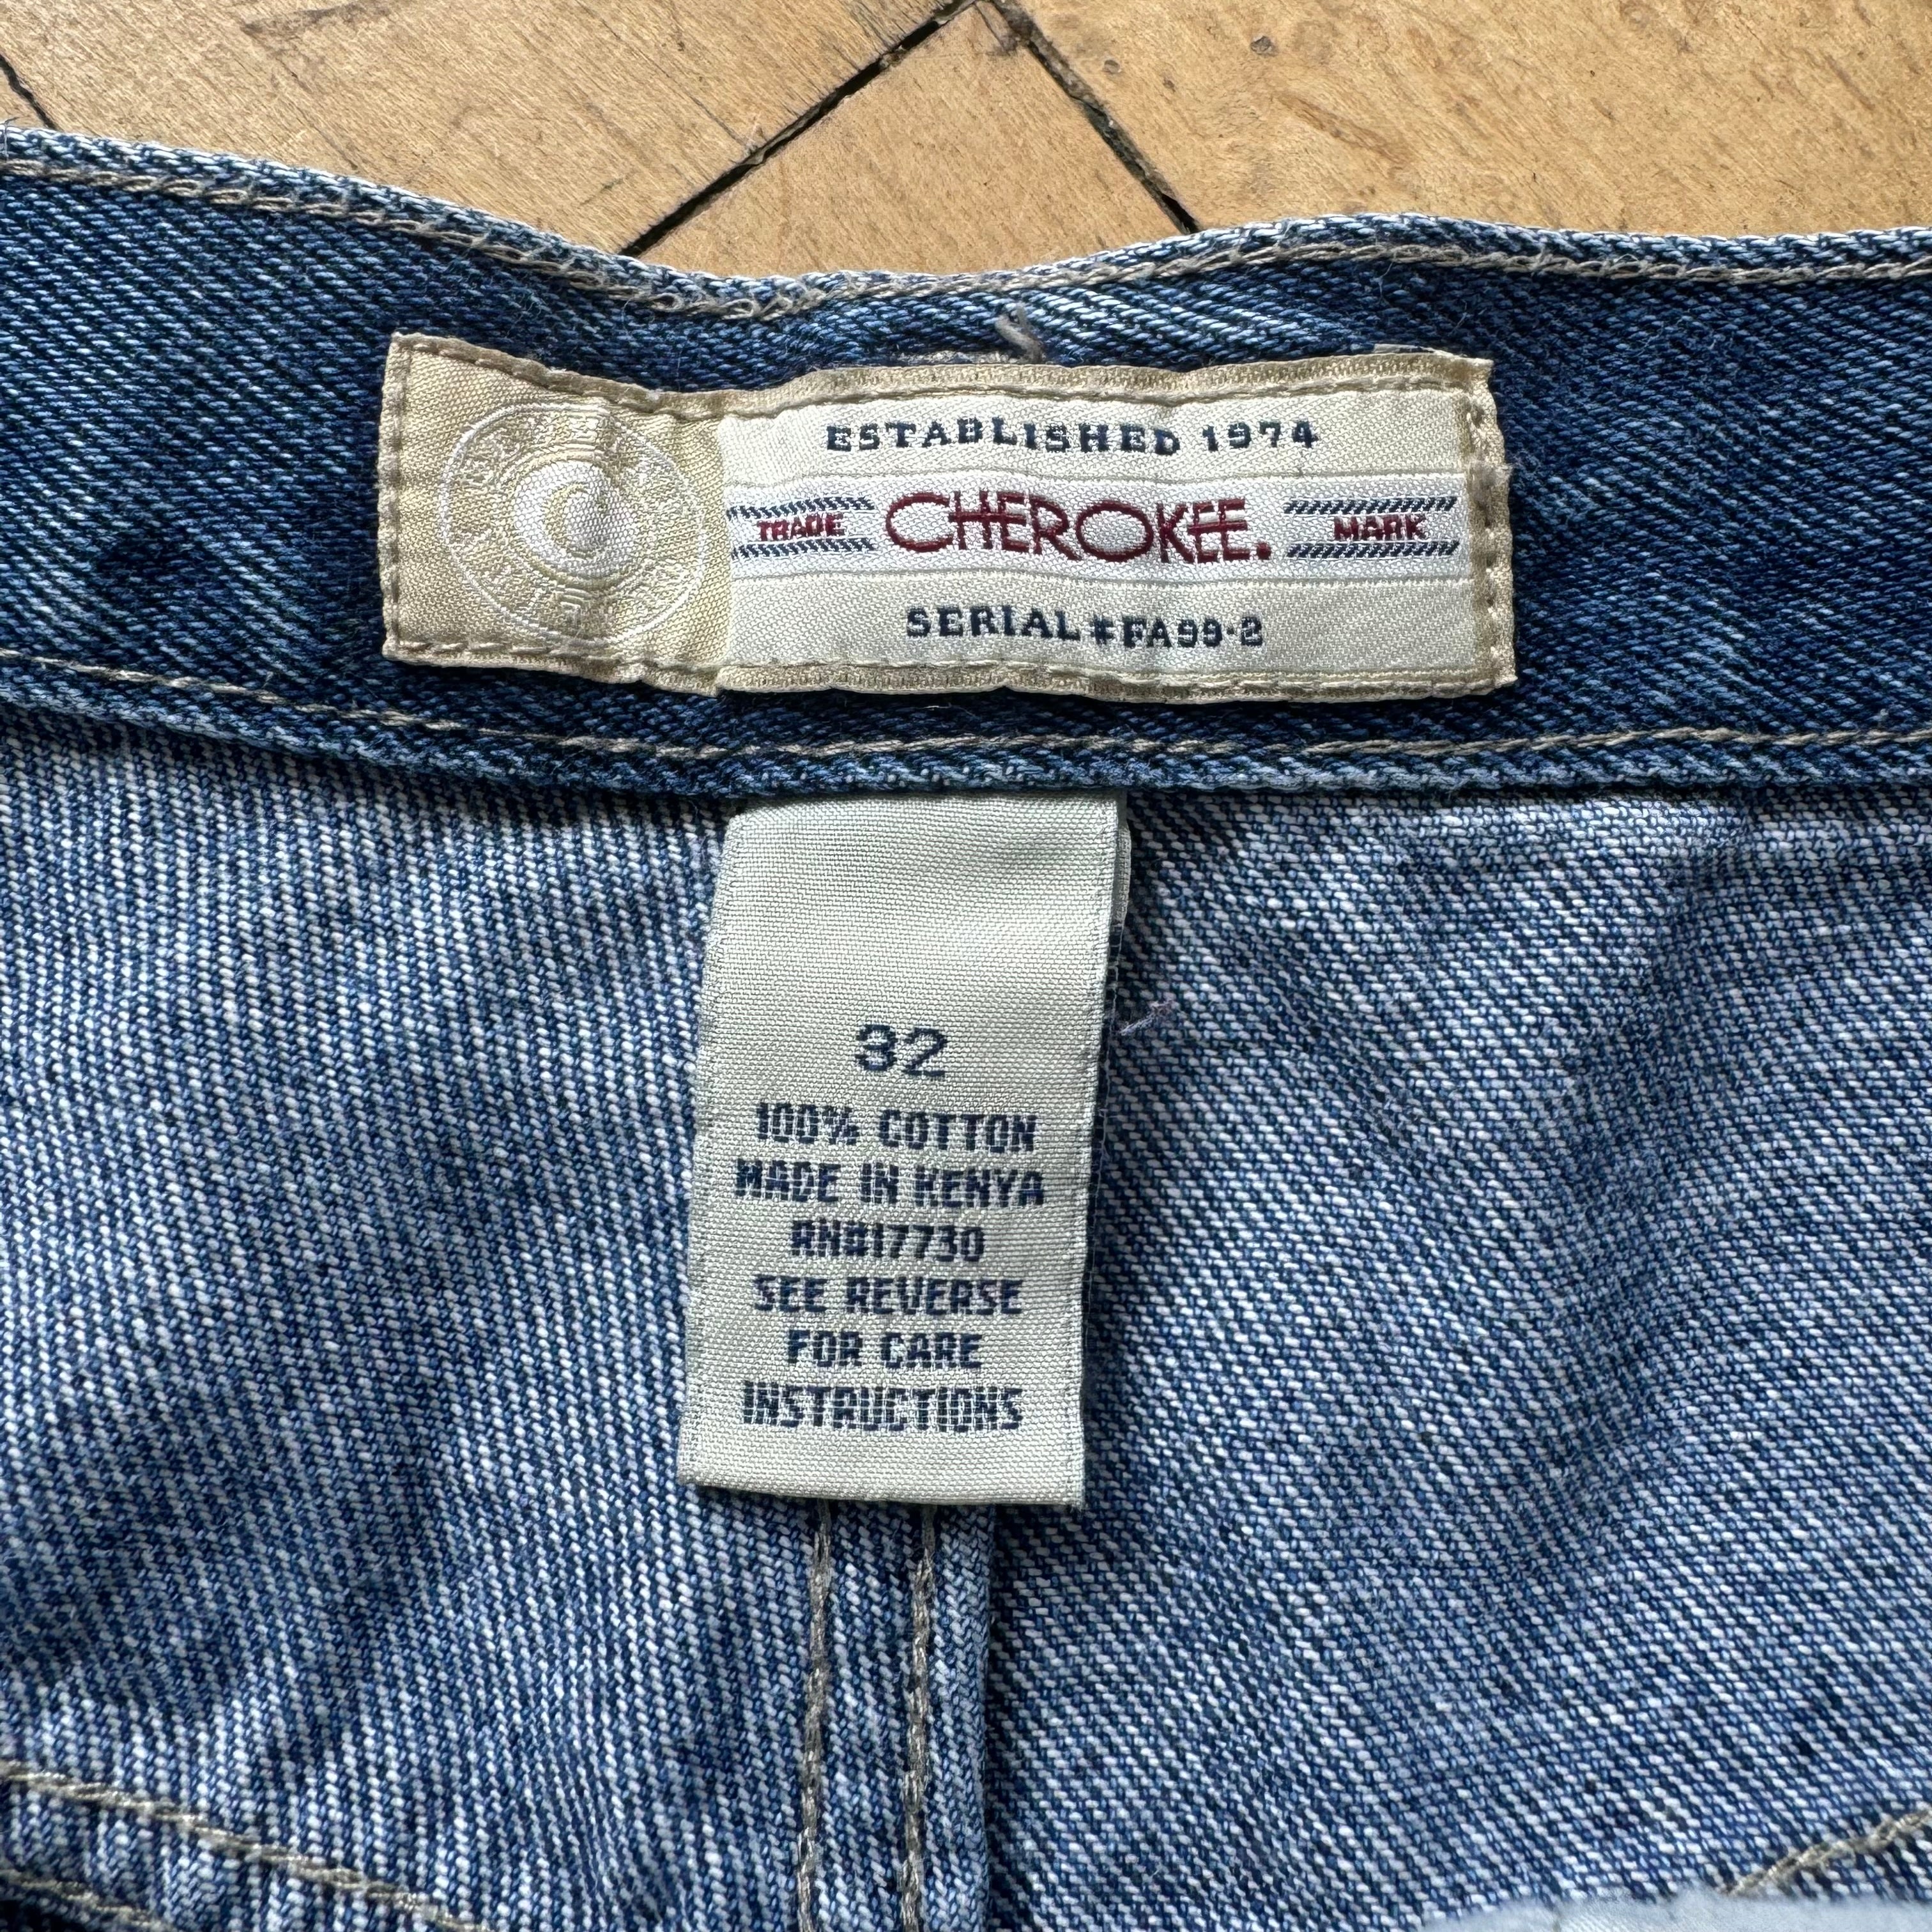 ESTABLISHED 1974
TRADE CHEROKEE. MARK
SERIAL #FA99-2
32
100% COTTON
MADE IN KENYA
RN#17730
SEE REVERSE
FOR CARE
INSTRUCTIONS